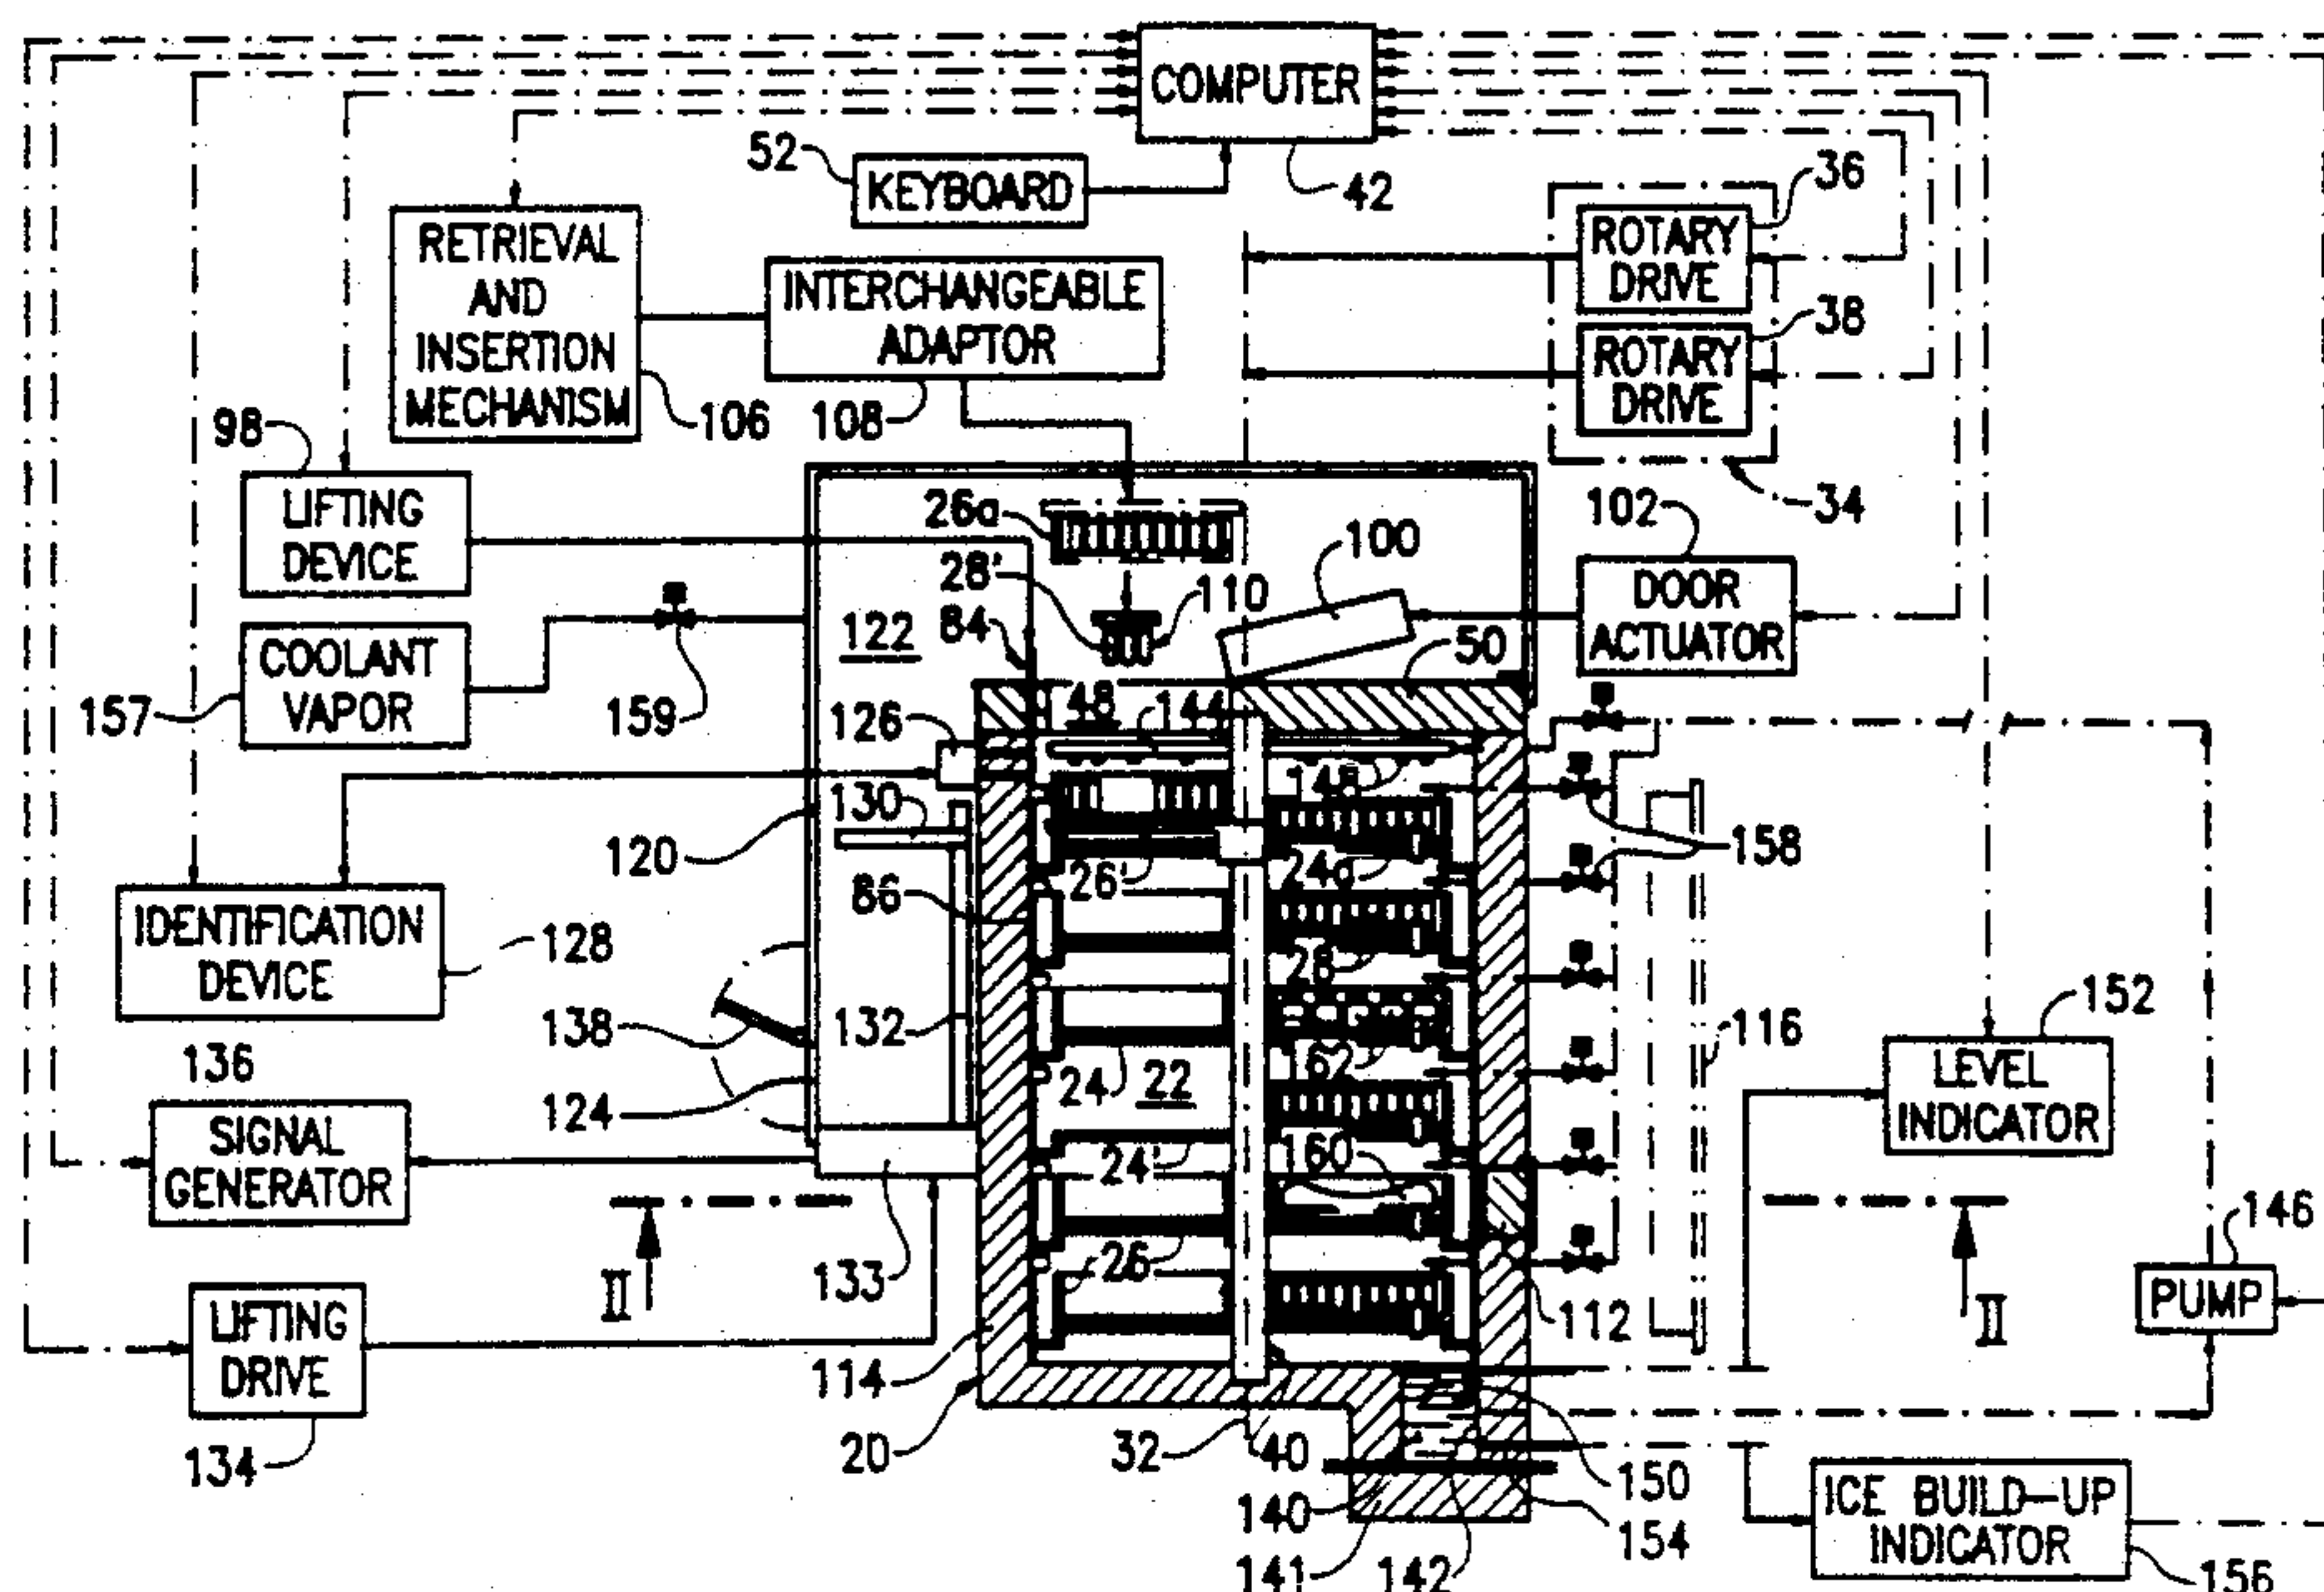 COMPUTER
52
KEYBOARD
42
36
RETRIEVAL
AND
INSERTION
MECHANISM
INTERCHANGEABLE
ADAPTOR
ROTARY
DRIVE
38
ROTARY
DRIVE
98
106
108
34
LIFTING
DEVICE
26a
102
100
28'
110
DOOR
ACTUATOR
COOLANT
VAPOR
122
84
50
157
159
126
48
144
148
130
120
26'
24a
158
86
IDENTIFICATION
DEVICE
128
28
152
138
132
162
116
136
24
22
LEVEL
INDICATOR
124
SIGNAL
GENERATOR
24'
160
146
II
133
26
PUMP
112
II
LIFTING
DRIVE
114
134
20
32
40
150
140
ICE BUILD-UP
INDICATOR
154
141
142
156